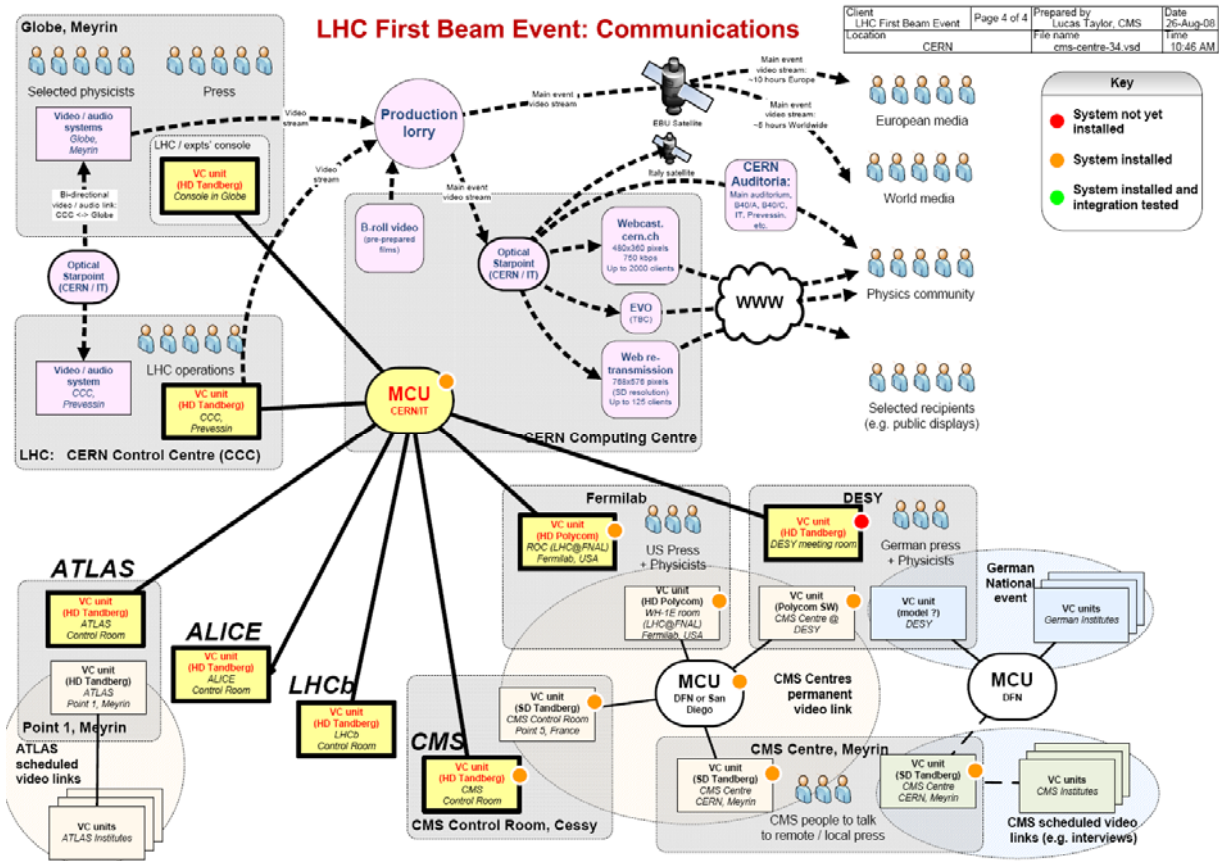 LHC First Beam Event: Communications
Client
LHC First Beam Event
Page 4 of 4
Prepared by
Lucas Taylor, CMS
Date
26-Aug-08
Location
CERN
File name
cms-centre-34.vsd
Time
10:46 AM
Globe, Meyrin
Selected physicists
Press
Video / audio
systems
Globe,
Meyrin
Bi-directional
video / audio link:
CCC <-> Globe
LHC / expts' console
VC unit
(HD Tandberg)
Console in Globe
Video
stream
Video
stream
Production
lorry
Main event
video stream
Main event
video stream
EBU Satellite
Italy satellite
Main event
video stream:
~10 hours Europe
Main event
video stream:
~6 hours Worldwide
European media
World media
Physics community
Selected recipients
(e.g. public displays)
Key
System not yet
installed
System installed
System installed and
integration tested
B-roll video
(pre-prepared
films)
Optical
Starpoint
(CERN / IT)
Optical
Starpoint
(CERN / IT)
CERN
Auditoria:
Main auditorium,
B40/A, B40/C,
IT, Prevessin,
etc.
Webcast.
cern.ch
480x360 pixels
750 kbps
Up to 2000 clients
EVO
(TBC)
Web re-
transmission
768x576 pixels
(SD resolution)
Up to 125 clients
WWW
CERN Computing Centre
MCU
CERN/IT
LHC operations
Video / audio
system
CCC,
Prevessin
VC unit
(HD Tandberg)
CCC,
Prevessin
LHC: CERN Control Centre (CCC)
ATLAS
VC unit
(HD Tandberg)
ATLAS
Control Room
VC unit
(HD Tandberg)
ATLAS
Point 1, Meyrin
Point 1, Meyrin
ATLAS
scheduled
video links
VC units
ATLAS Institutes
ALICE
VC unit
(HD Tandberg)
ALICE
Control Room
LHCb
VC unit
(HD Tandberg)
LHCb
Control Room
CMS
VC unit
(HD Tandberg)
CMS
Control Room
VC unit
(SD Tandberg)
CMS Control Room
Point 5, France
CMS Control Room, Cessy
Fermilab
VC unit
(HD Polycom)
ROC (LHC@FNAL)
Fermilab, USA
US Press
+ Physicists
VC unit
(HD Polycom)
WH-1E room
(LHC@FNAL)
Fermilab, USA
DESY
VC unit
(HD Tandberg)
DESY meeting room
German press
+ Physicists
VC unit
(Polycom SW)
CMS Centre @
DESY
VC unit
(model ?)
DESY
German
National
event
VC units
German Institutes
MCU
DFN or San
Diego
CMS Centres
permanent
video link
MCU
DFN
CMS Centre, Meyrin
VC unit
(SD Tandberg)
CMS Centre
CERN, Meyrin
CMS people to talk
to remote / local press
VC unit
(SD Tandberg)
CMS Centre
CERN, Meyrin
VC units
CMS Institutes
CMS scheduled video
links (e.g. interviews)